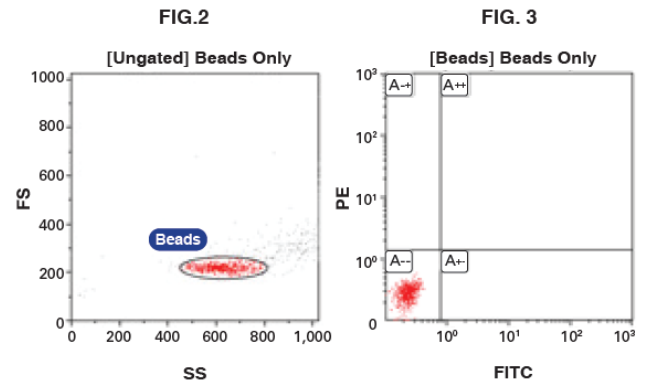 FIG.2
[Ungated] Beads Only
1000
800
600
400
200
0
FS
Beads
0
200
400
600
800
1,000
SS
FIG. 3
[Beads] Beads Only
10³
10²
10¹
10⁰
0
PE
A-+
A++
A--
A+-
10⁰
10¹
10²
10³
FITC